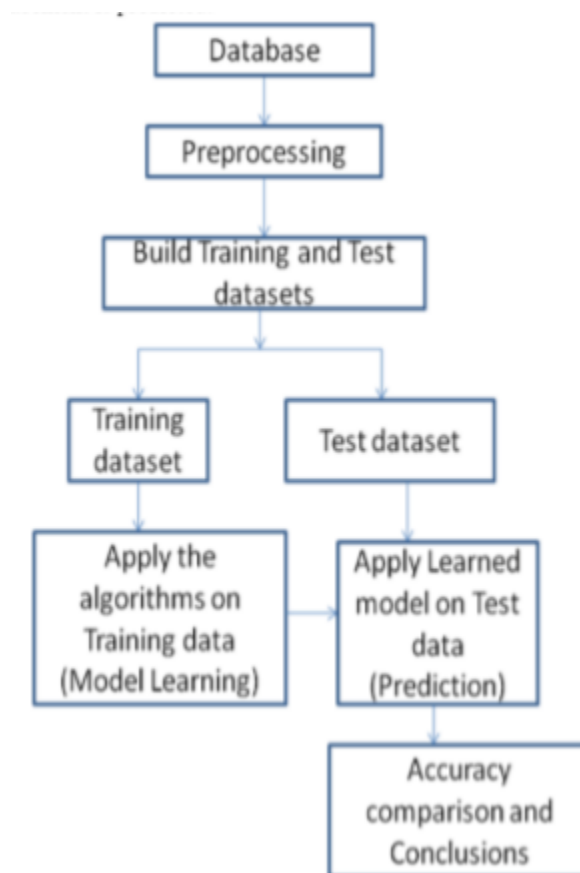 Database
Preprocessing
Build Training and Test
datasets
Training
dataset
Test dataset
Apply the
algorithms on
Training data
(Model Learning)
Apply Learned
model on Test
data
(Prediction)
Accuracy
comparison and
Conclusions